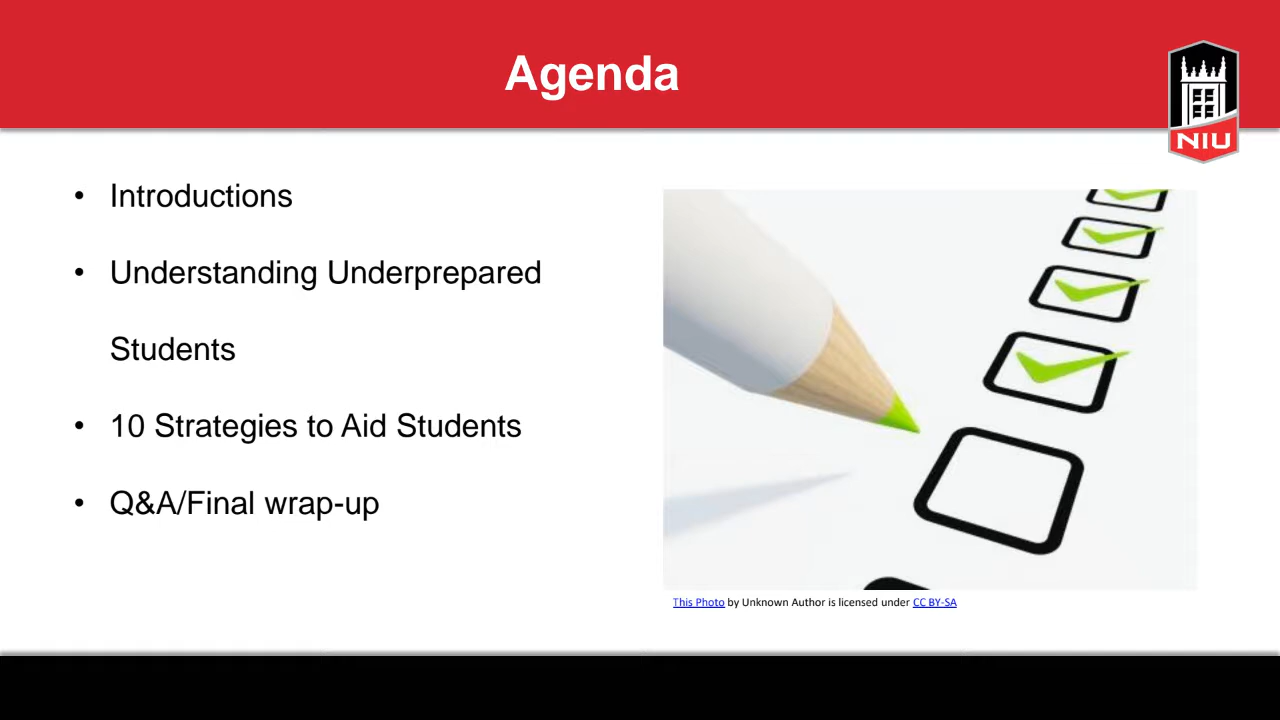 Agenda
NIU
• Introductions
• Understanding Underprepared
Students
• 10 Strategies to Aid Students
• Q&A/Final wrap-up
This Photo by Unknown Author is licensed under CC BY-SA